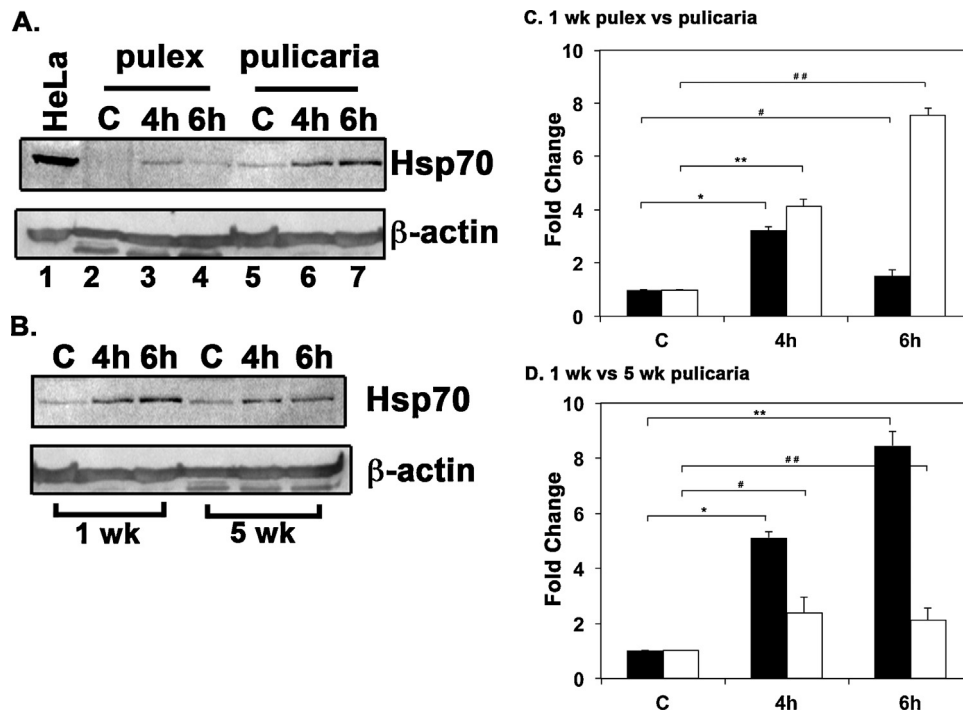 A.
HeLa
pulex pulicaria
C 4h 6h C 4h 6h
Hsp70
β-actin
1 2 3 4 5 6 7
B.
C 4h 6h C 4h 6h
Hsp70
β-actin
1 wk 5 wk
C. 1 wk pulex vs pulicaria
Fold Change
10
8
6
4
2
0
##
#
**
*
C 4h 6h
D. 1 wk vs 5 wk pulicaria
Fold Change
10
8
6
4
2
0
**
##
#
*
C 4h 6h